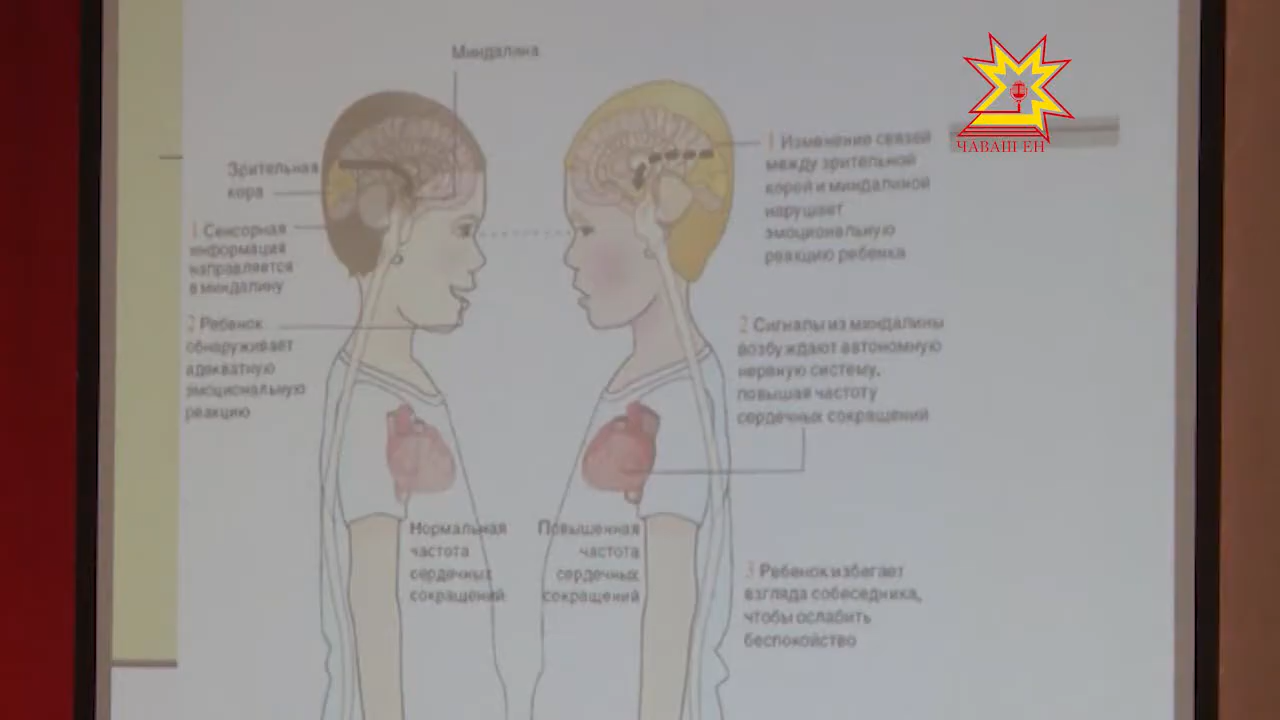 Миндалина
Зрительная
кора
1 Сенсорная
информация
направляется
в миндалину
2 Ребенок
обнаруживает
адекватную
эмоциональную
реакцию
Нормальная
частота
сердечных
сокращений
Повышенная
частота
сердечных
сокращений
1 Изменение связей
между зрительной
корой и миндалиной
нарушает
эмоциональную
реакцию ребенка
2 Сигналы из миндалины
возбуждают автономную
нервную систему,
повышая частоту
сердечных сокращений
3 Ребенок избегает
взгляда собеседника,
чтобы ослабить
беспокойство
ЧАВАШ ЕН